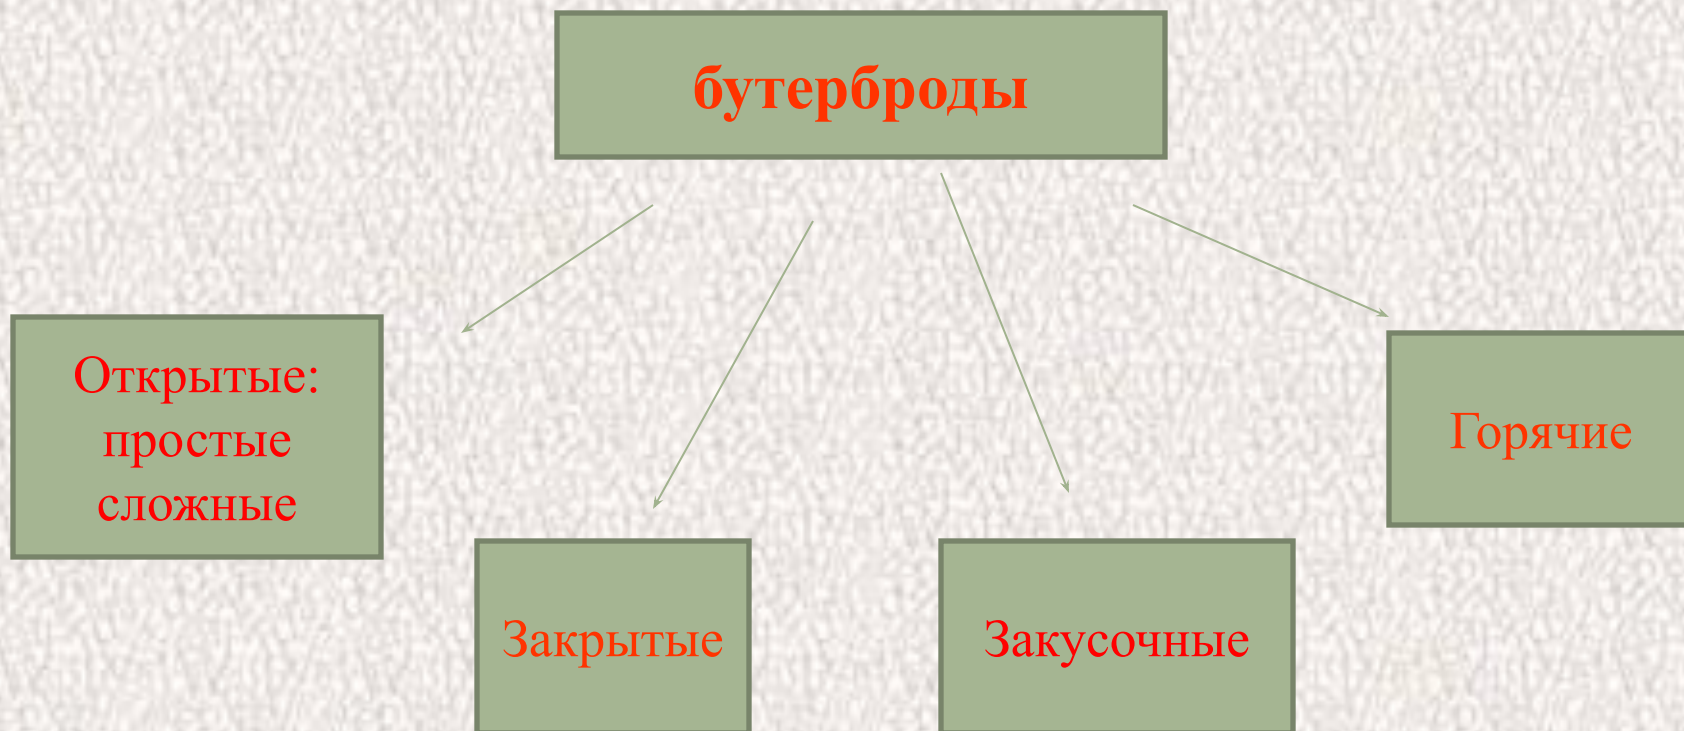 бутерброды
Открытые:
простые
сложные
Горячие
Закрытые
Закусочные